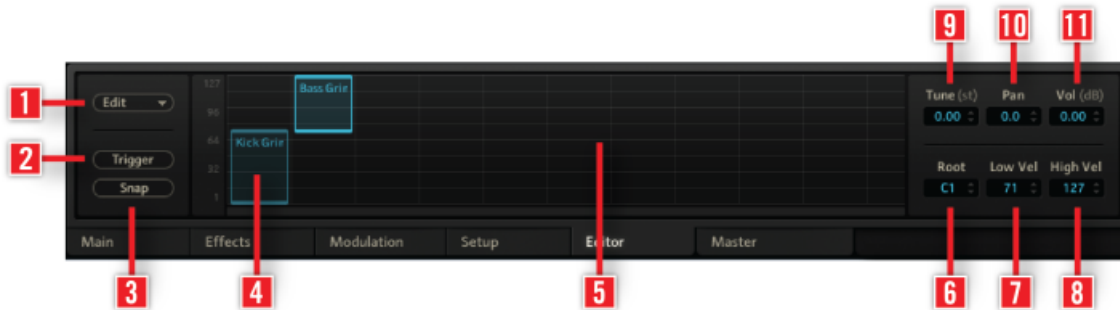 9 10 11
1 Edit 127 96 64 32 1 Bass Grir Tune (st) Pan Vol (dB)
0.00 0.0 0.00
2 Trigger Kick Grir
Snap Root Low Vel High Vel
C1 71 127
Main Effects Modulation Setup Editor Master
3 4 5 6 7 8